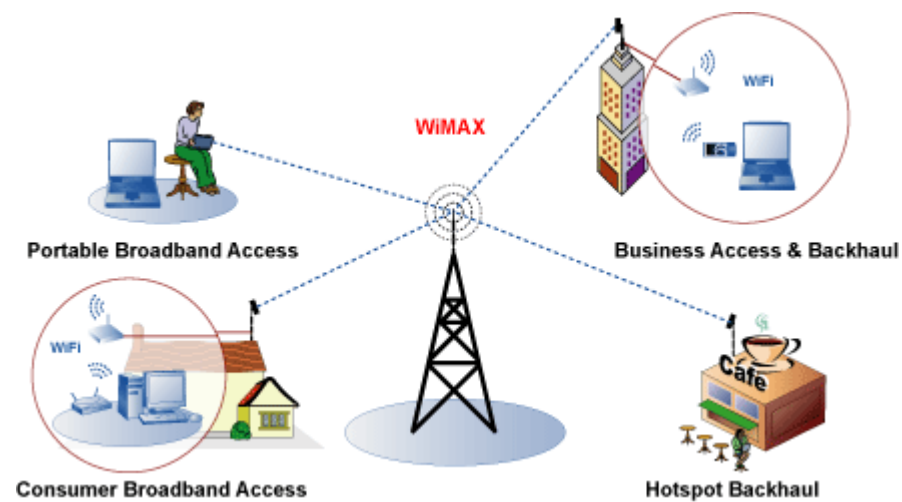 WiMAX
WiFi
Portable Broadband Access
Business Access & Backhaul
WiFi
Cafe
Consumer Broadband Access
Hotspot Backhaul